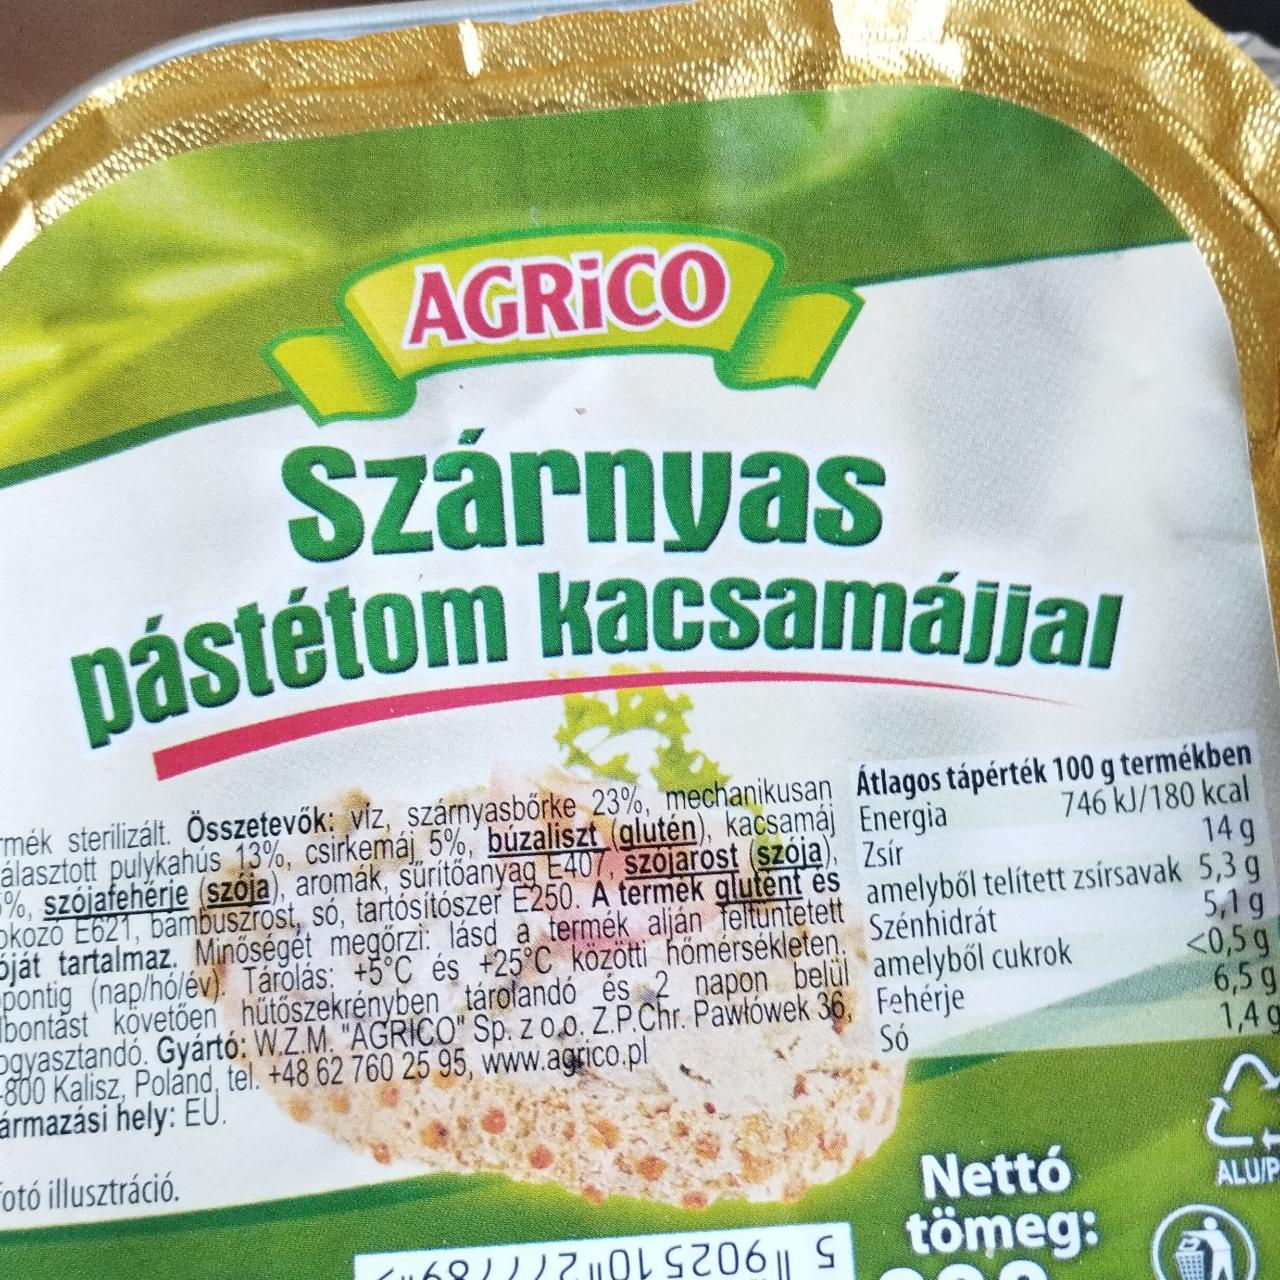 AGRiCO
Szárnyas
pástétom kacsamájjal
rmék sterilizált. Összetevők: víz, szárnyasbőrke 23%, mechanikusan
álasztott pulykahús 13%, csirkemáj 5%, búzaliszt (glutén), kacsamáj
%, szójafehérje (szója), aromák, sűrítőanyag E407, szójarost (szója),
okozó E621, bambuszrost, só, tartósítószer E250. A termék glutént és
óját tartalmaz. Minőségét megőrzi: lásd a termék alján feltüntetett
pontig (nap/hó/év). Tárolás: +5°C és +25°C közötti hőmérsékleten.
bontást követően hűtőszekrényben tárolandó és 2 napon belül
ogyasztandó. Gyártó: W.Z.M. "AGRICO" Sp. z o.o. Z.P.Chr. Pawłówek 36,
-800 Kalisz, Poland, tel. +48 62 760 25 95, www.agrico.pl
ármazási hely: EU.
otó illusztráció.
Átlagos tápérték 100 g termékben
Energia 746 kJ/180 kcal
Zsír 14 g
amelyből telített zsírsavak 5,3 g
Szénhidrát 5,1 g
amelyből cukrok <0,5 g
Fehérje 6,5 g
Só 1,4 g
ALU/P
Nettó
tömeg: